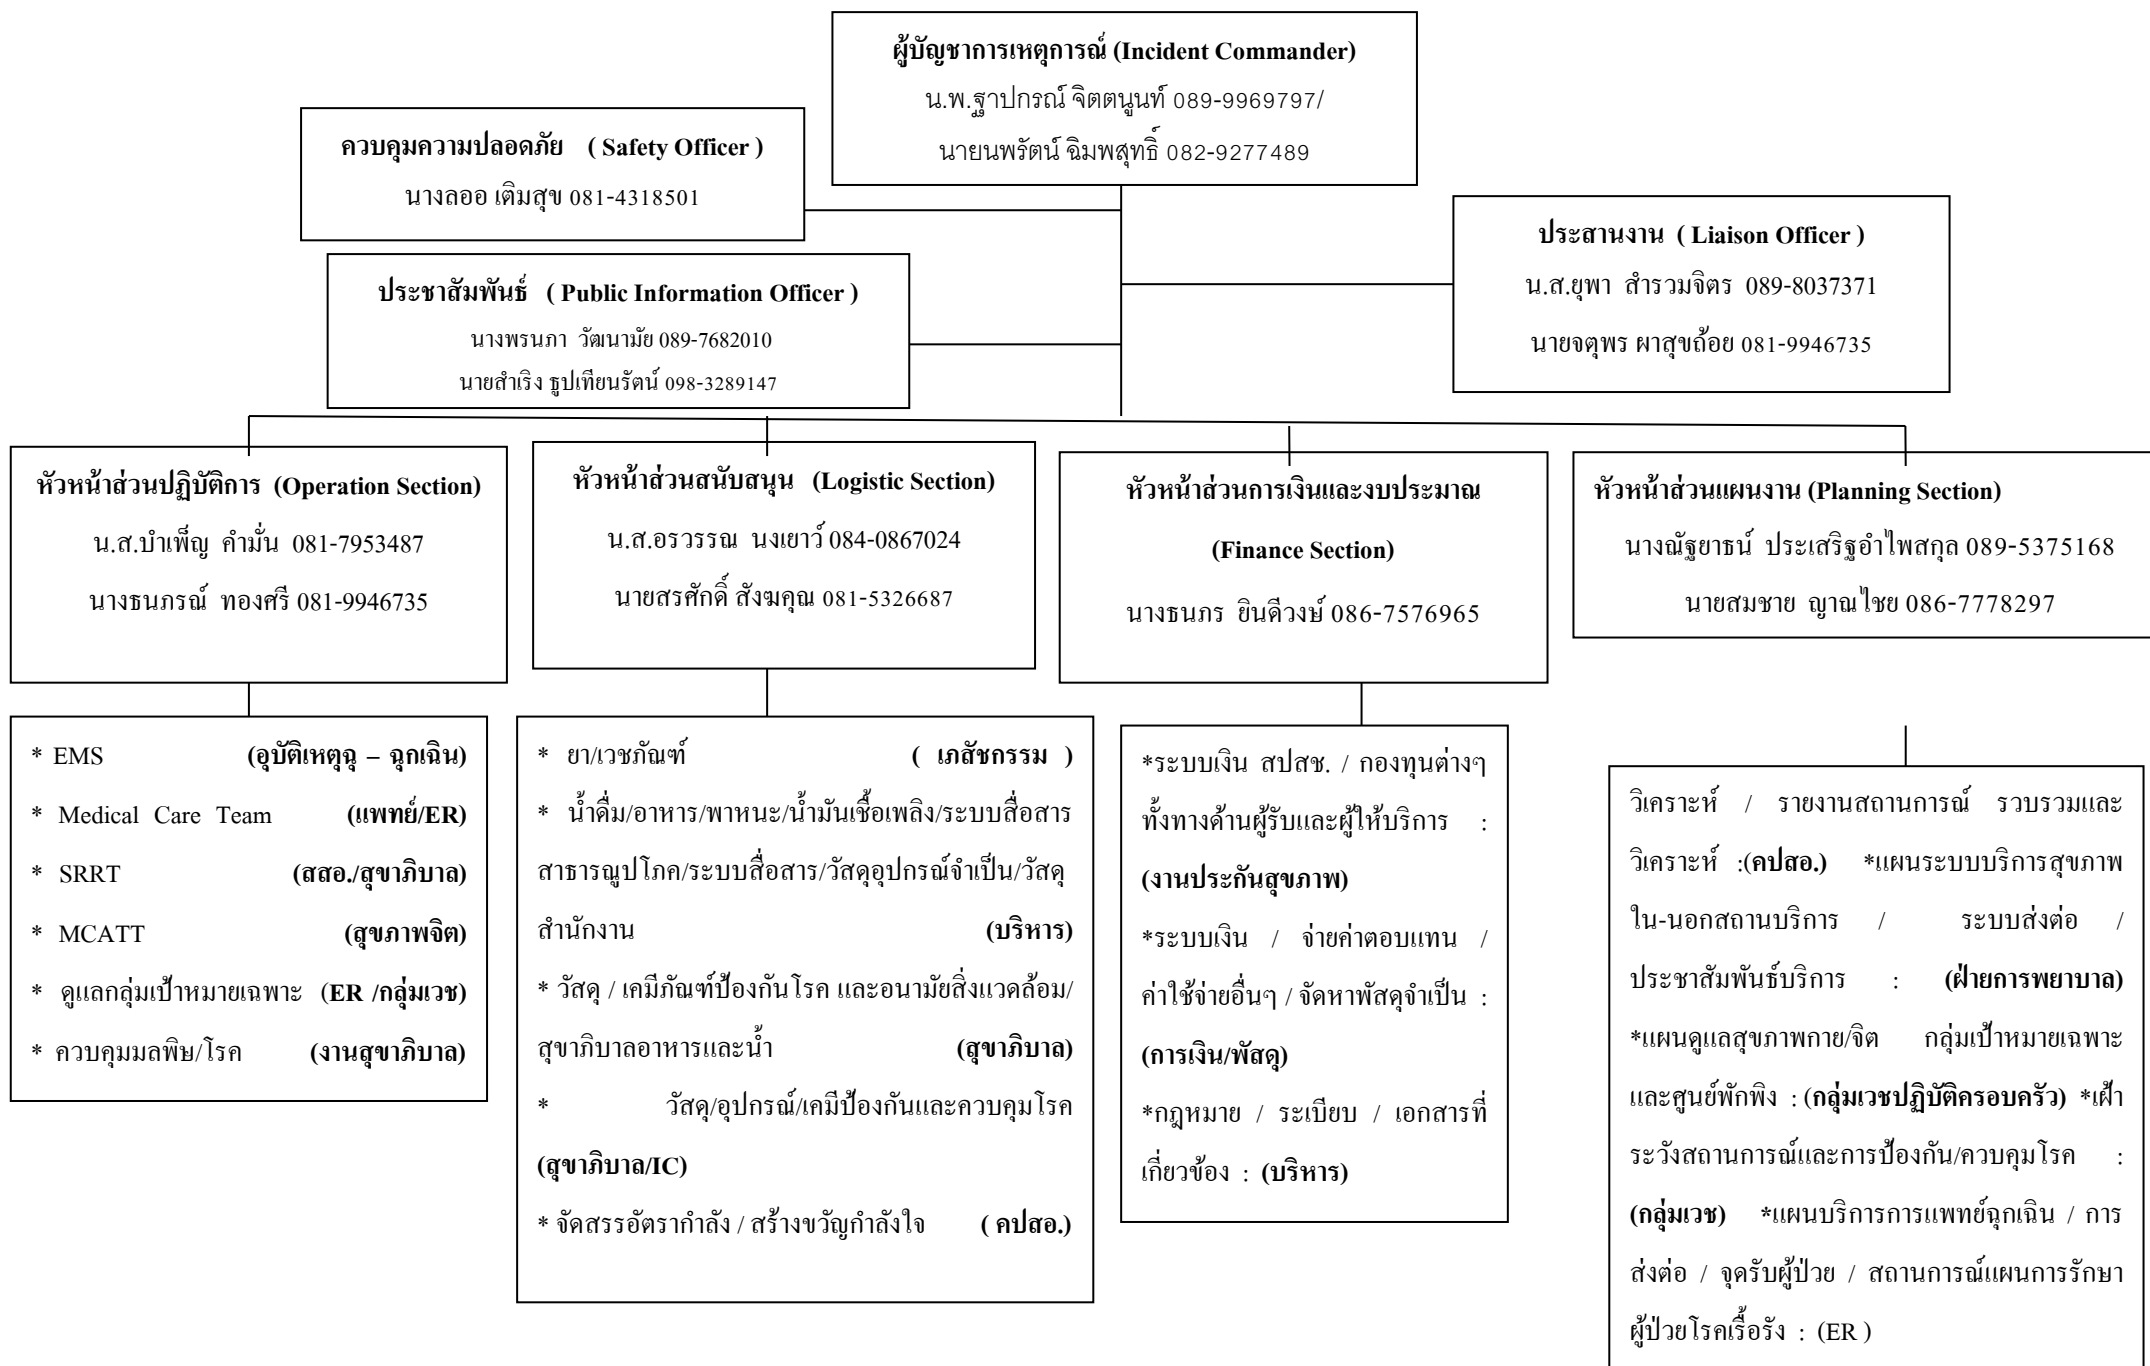 ผู้บัญชาการเหตุการณ์ (Incident Commander)
น.พ.ฐาปกรณ์ จิตตนูนท์ 089-9969797/
นายนพรัตน์ ฉิมพสุทธิ์ 082-9277489
ควบคุมความปลอดภัย ( Safety Officer )
นางลออ เติมสุข 081-4318501
ประสานงาน ( Liaison Officer )
น.ส.ยุพา สำรวมจิตร 089-8037371
นายจตุพร ผาสุขถ้อย 081-9946735
ประชาสัมพันธ์ ( Public Information Officer )
นางพรนภา วัฒนามัย 089-7682010
นายสำเริง ธูปเทียนรัตน์ 098-3289147
หัวหน้าส่วนปฏิบัติการ (Operation Section)
น.ส.บำเพ็ญ คำมั่น 081-7953487
นางธนภรณ์ ทองศรี 081-9946735
หัวหน้าส่วนสนับสนุน (Logistic Section)
น.ส.อรวรรณ นงเยาว์ 084-0867024
นายสรศักดิ์ สังฆคุณ 081-5326687
หัวหน้าส่วนการเงินและงบประมาณ
(Finance Section)
นางธนภร ยินดีวงษ์ 086-7576965
หัวหน้าส่วนแผนงาน (Planning Section)
นางณัฐยาธน์ ประเสริฐอำไพสกุล 089-5375168
นายสมชาย ญาณไชย 086-7778297
* EMS (อุบัติเหตุฉุ – ฉุกเฉิน)
* Medical Care Team (แพทย์/ER)
* SRRT (สสอ./สุขาภิบาล)
* MCATT (สุขภาพจิต)
* ดูแลกลุ่มเป้าหมายเฉพาะ (ER /กลุ่มเวช)
* ควบคุมมลพิษ/โรค (งานสุขาภิบาล)
* ยา/เวชภัณฑ์ ( เภสัชกรรม )
* น้ำดื่ม/อาหาร/พาหนะ/น้ำมันเชื้อเพลิง/ระบบสื่อสาร
สาธารณูปโภค/ระบบสื่อสาร/วัสดุอุปกรณ์จำเป็น/วัสดุ
สำนักงาน (บริหาร)
* วัสดุ / เคมีภัณฑ์ป้องกันโรค และอนามัยสิ่งแวดล้อม/
สุขาภิบาลอาหารและน้ำ (สุขาภิบาล)
* วัสดุ/อุปกรณ์/เคมีป้องกันและควบคุมโรค
(สุขาภิบาล/IC)
* จัดสรรอัตรากำลัง / สร้างขวัญกำลังใจ ( คปสอ.)
*ระบบเงิน สปสช. / กองทุนต่างๆ
ทั้งทางด้านผู้รับและผู้ให้บริการ :
(งานประกันสุขภาพ)
*ระบบเงิน / จ่ายค่าตอบแทน /
ค่าใช้จ่ายอื่นๆ / จัดหาพัสดุจำเป็น :
(การเงิน/พัสดุ)
*กฎหมาย / ระเบียบ / เอกสารที่
เกี่ยวข้อง : (บริหาร)
วิเคราะห์ / รายงานสถานการณ์ รวบรวมและ
วิเคราะห์ :(คปสอ.) *แผนระบบบริการสุขภาพ
ใน-นอกสถานบริการ / ระบบส่งต่อ /
ประชาสัมพันธ์บริการ : (ฝ่ายการพยาบาล)
*แผนดูแลสุขภาพกาย/จิต กลุ่มเป้าหมายเฉพาะ
และศูนย์พักพิง : (กลุ่มเวชปฏิบัติครอบครัว) *เฝ้า
ระวังสถานการณ์และการป้องกัน/ควบคุมโรค :
(กลุ่มเวช) *แผนบริการการแพทย์ฉุกเฉิน / การ
ส่งต่อ / จุดรับผู้ป่วย / สถานการณ์แผนการรักษา
ผู้ป่วยโรคเรื้อรัง : (ER )